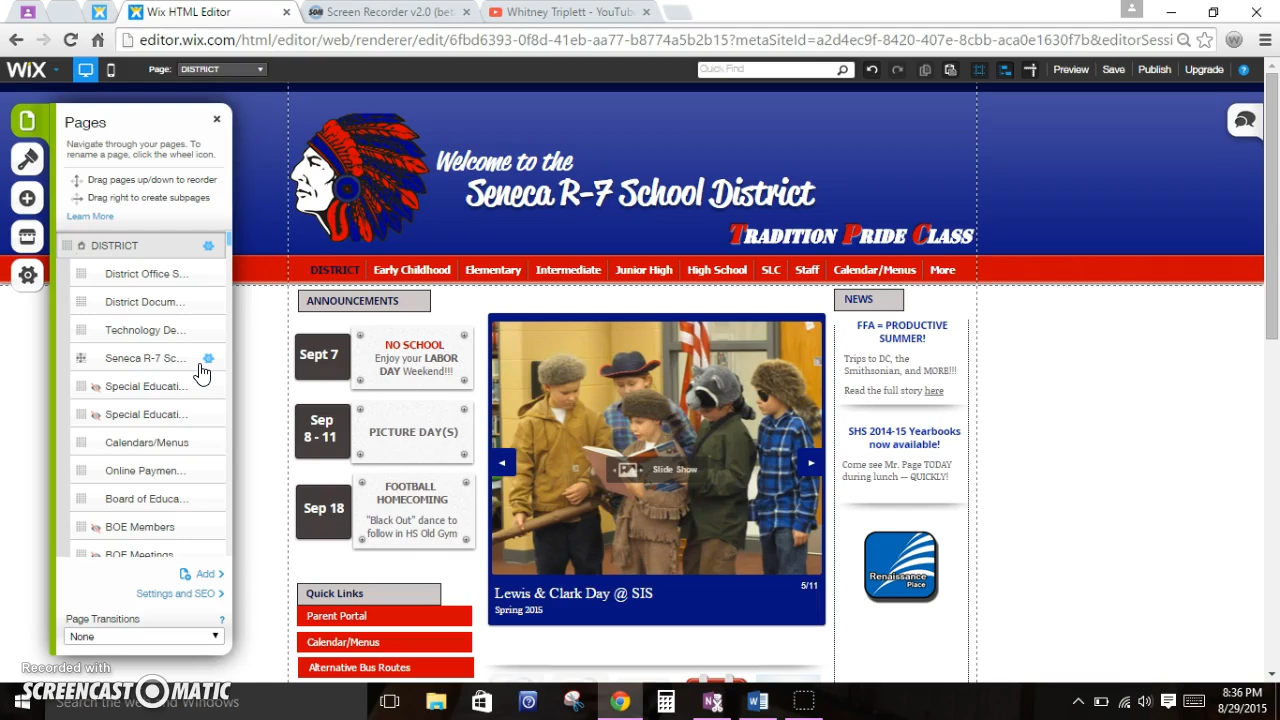 Wix HTML Editor
Screen Recorder v2.0 (bet
Whitney Triplett - YouTub
editor.wix.com/html/editor/web/renderer/edit/6fbd6393-0f8d-41eb-aa77-b8774a5b2b15?metaSiteId=a2d4ec9f-8420-407e-8cbb-aca0e1630f7b&editorSessi
WiX
Page:
DISTRICT
Quick Find
Preview
Save
Publish
Upgrade
?
Pages
Navigate through your pages. To
rename a page, click the wheel icon.
Drag pages up/down to reorder
Drag right to create subpages
Learn More
DISTRICT
District Office S...
District Docum...
Technology De...
Seneca R-7 Sc...
Special Educati...
Special Educati...
Calendars/Menus
Online Paymen...
Board of Educa...
BOE Members
BOE Meetings
Add >
Settings and SEO >
Page Transitions
?
None
Welcome to the
Seneca R-7 School District
TRADITION PRIDE CLASS
DISTRICT
Early Childhood
Elementary
Intermediate
Junior High
High School
SLC
Staff
Calendar/Menus
More
ANNOUNCEMENTS
Sept 7
NO SCHOOL
Enjoy your LABOR
DAY Weekend!!!
Sep
8 - 11
PICTURE DAY(S)
Sep 18
FOOTBALL
HOMECOMING
"Black Out" dance to
follow in HS Old Gym
Quick Links
Parent Portal
Calendar/Menus
Alternative Bus Routes
Slide Show
Lewis & Clark Day @ SIS
5/11
Spring 2015
NEWS
FFA = PRODUCTIVE
SUMMER!
Trips to DC, the
Smithsonian, and MORE!!!
Read the full story here
SHS 2014-15 Yearbooks
now available!
Come see Mr. Page TODAY
during lunch -- QUICKLY!
Renaissance
Place
Recorded with
SCREENCAST O MATIC
Search the web and Windows
8:36 PM
8/29/2015